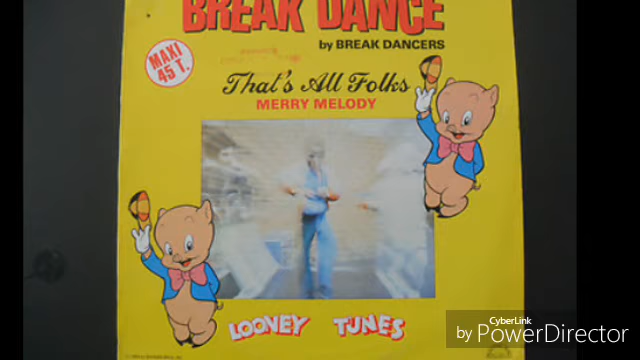 BREAK DANCE
by BREAK DANCERS
MAXI
45 T.
That's All Folks
MERRY MELODY
LOONEY TUNES
CyberLink
by PowerDirector